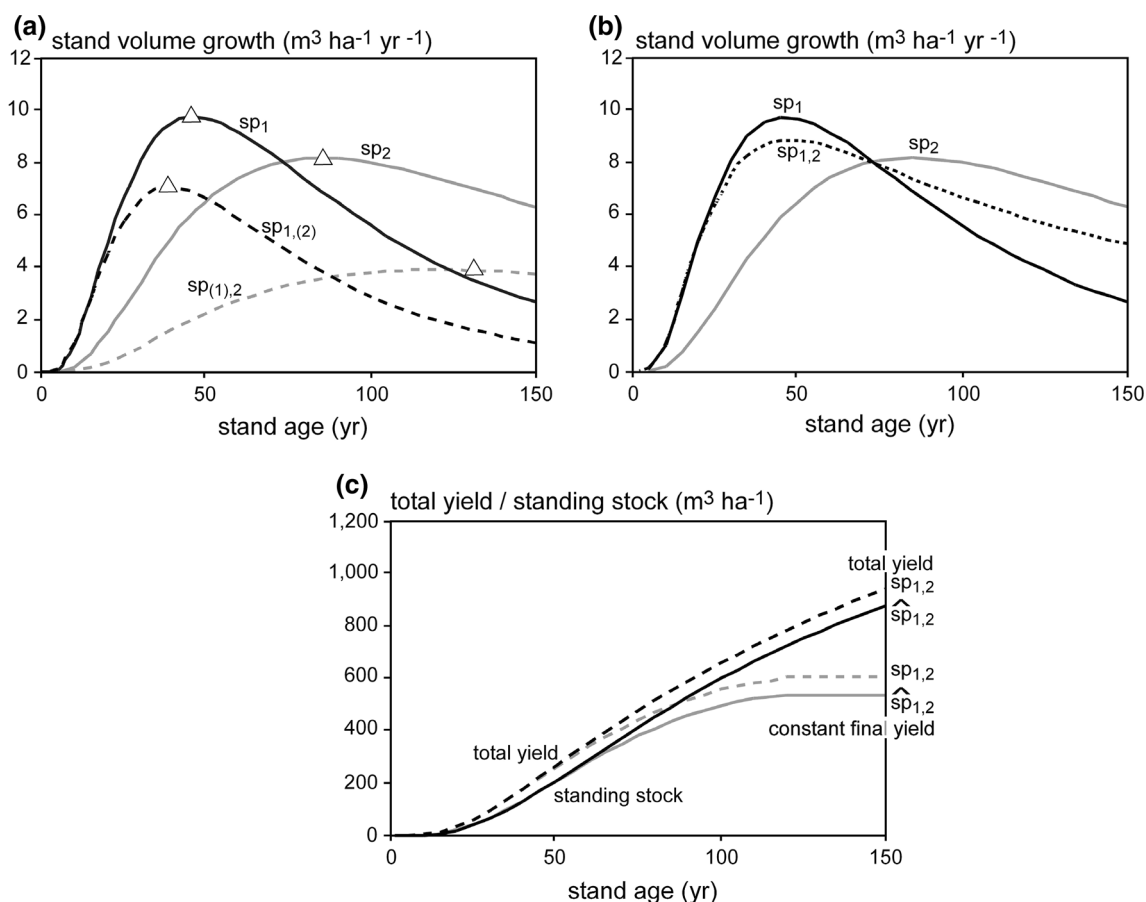 (a)
stand volume growth (m³ ha⁻¹ yr ⁻¹)
12
10
8
6
4
2
0
sp₁
sp₂
sp₁,₍₂₎
sp₍₁₎,₂
0 50 100 150
stand age (yr)
(b)
stand volume growth (m³ ha⁻¹ yr ⁻¹)
12
10
8
6
4
2
0
sp₁
sp₁,₂
sp₂
0 50 100 150
stand age (yr)
(c)
total yield / standing stock (m³ ha⁻¹)
1,200
1,000
800
600
400
200
0
total yield
sp₁,₂
ŝp₁,₂
sp₁,₂
ŝp₁,₂
constant final yield
total yield
standing stock
0 50 100 150
stand age (yr)